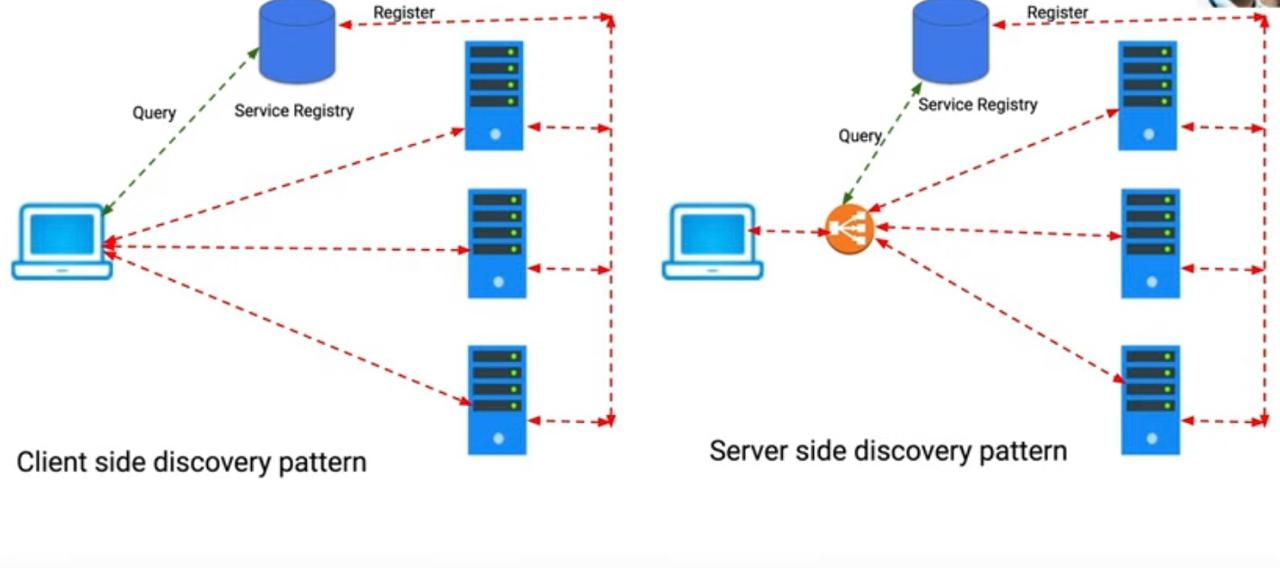 Register
Query
Service Registry
Client side discovery pattern
Register
Service Registry
Query
Server side discovery pattern